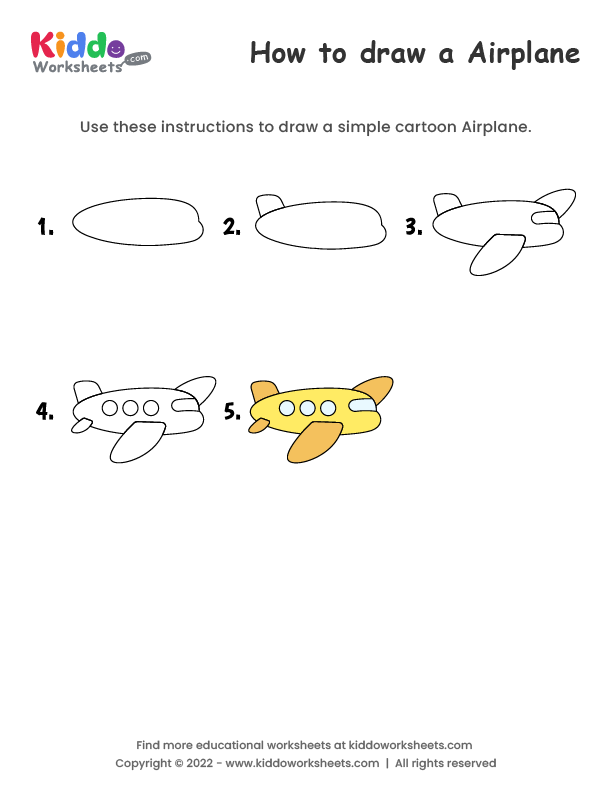 Kiddo
Worksheets.com
How to draw a Airplane
Use these instructions to draw a simple cartoon Airplane.
1.
2.
3.
4.
5.
Find more educational worksheets at kiddoworksheets.com
Copyright © 2022 - www.kiddoworksheets.com | All rights reserved